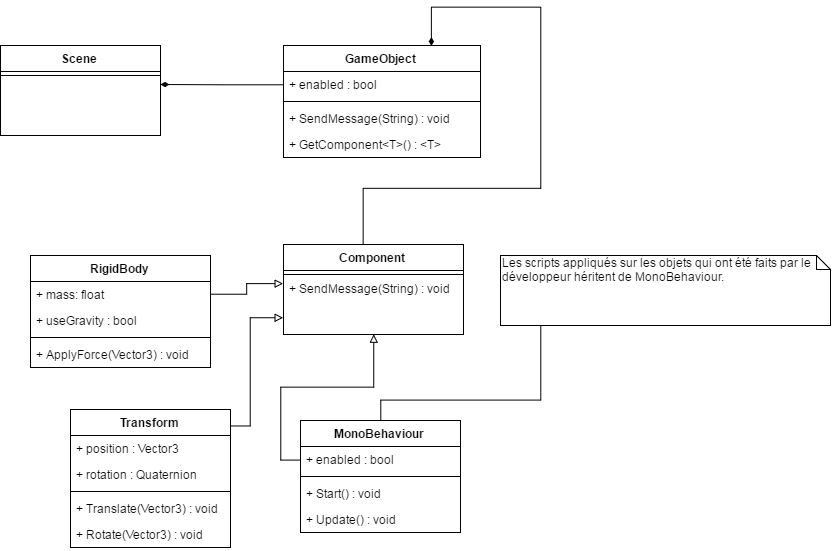 Scene
GameObject
+ enabled : bool
+ SendMessage(String) : void
+ GetComponent<T>() : <T>
Component
+ SendMessage(String) : void
RigidBody
+ mass: float
+ useGravity : bool
+ ApplyForce(Vector3) : void
Les scripts appliqués sur les objets qui ont été faits par le
développeur héritent de MonoBehaviour.
Transform
+ position : Vector3
+ rotation : Quaternion
+ Translate(Vector3) : void
+ Rotate(Vector3) : void
MonoBehaviour
+ enabled : bool
+ Start() : void
+ Update() : void